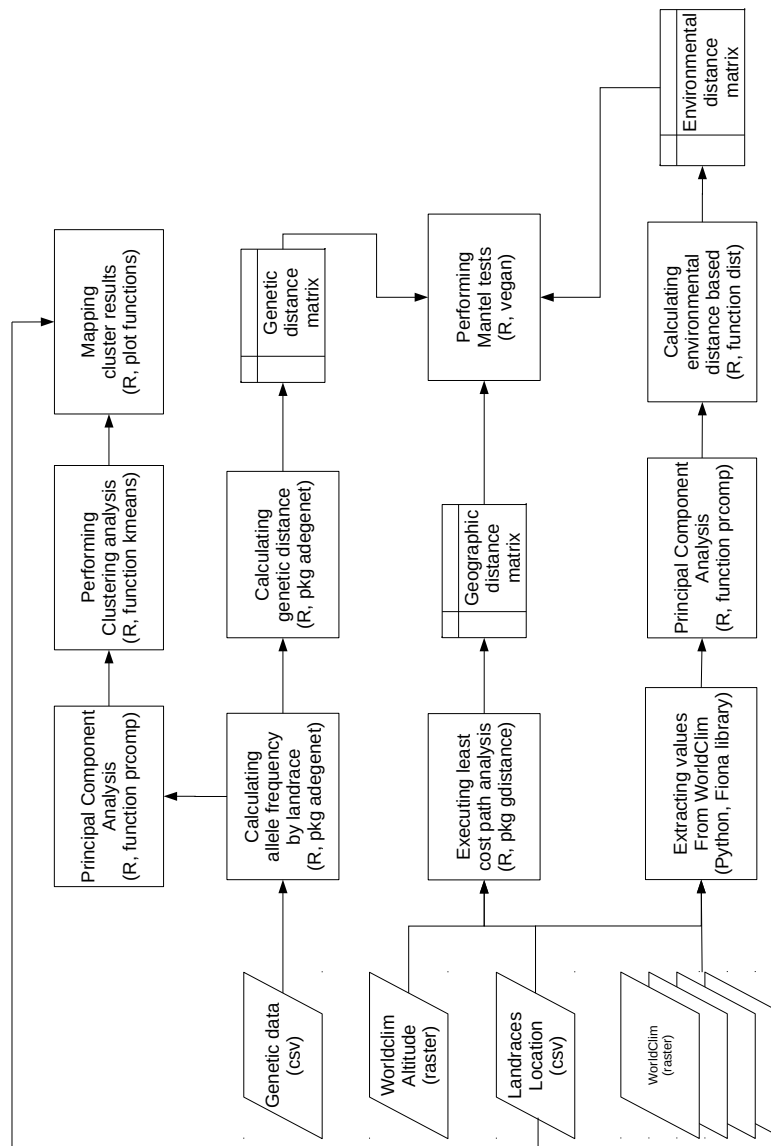 Principal Component
Analysis
(R, function prcomp)
Performing
Clustering analysis
(R, function kmeans)
Mapping
cluster results
(R, plot functions)
Genetic data
(csv)
Calculating
allele frequency
by landrace
(R, pkg adegenet)
Calculating
genetic distance
(R, pkg adegenet)
Genetic
distance
matrix
Worldclim
Altitude
(raster)
Landraces
Location
(csv)
Executing least
cost path analysis
(R, pkg gdistance)
Geographic
distance
matrix
Performing
Mantel tests
(R, vegan)
WorldClim
(raster)
Extracting values
From WorldClim
(Python, Fiona library)
Principal Component
Analysis
(R, function prcomp)
Calculating
environmental
distance based
(R, function dist)
Environmental
distance
matrix